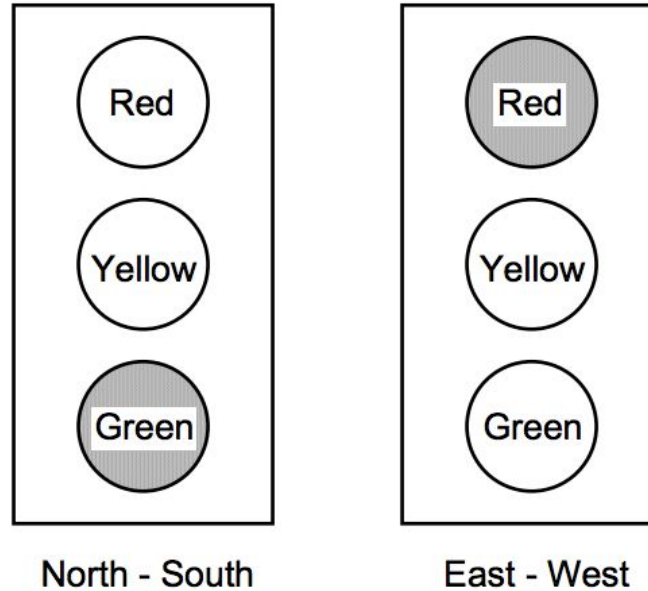 Red
Yellow
Green
North - South
Red
Yellow
Green
East - West